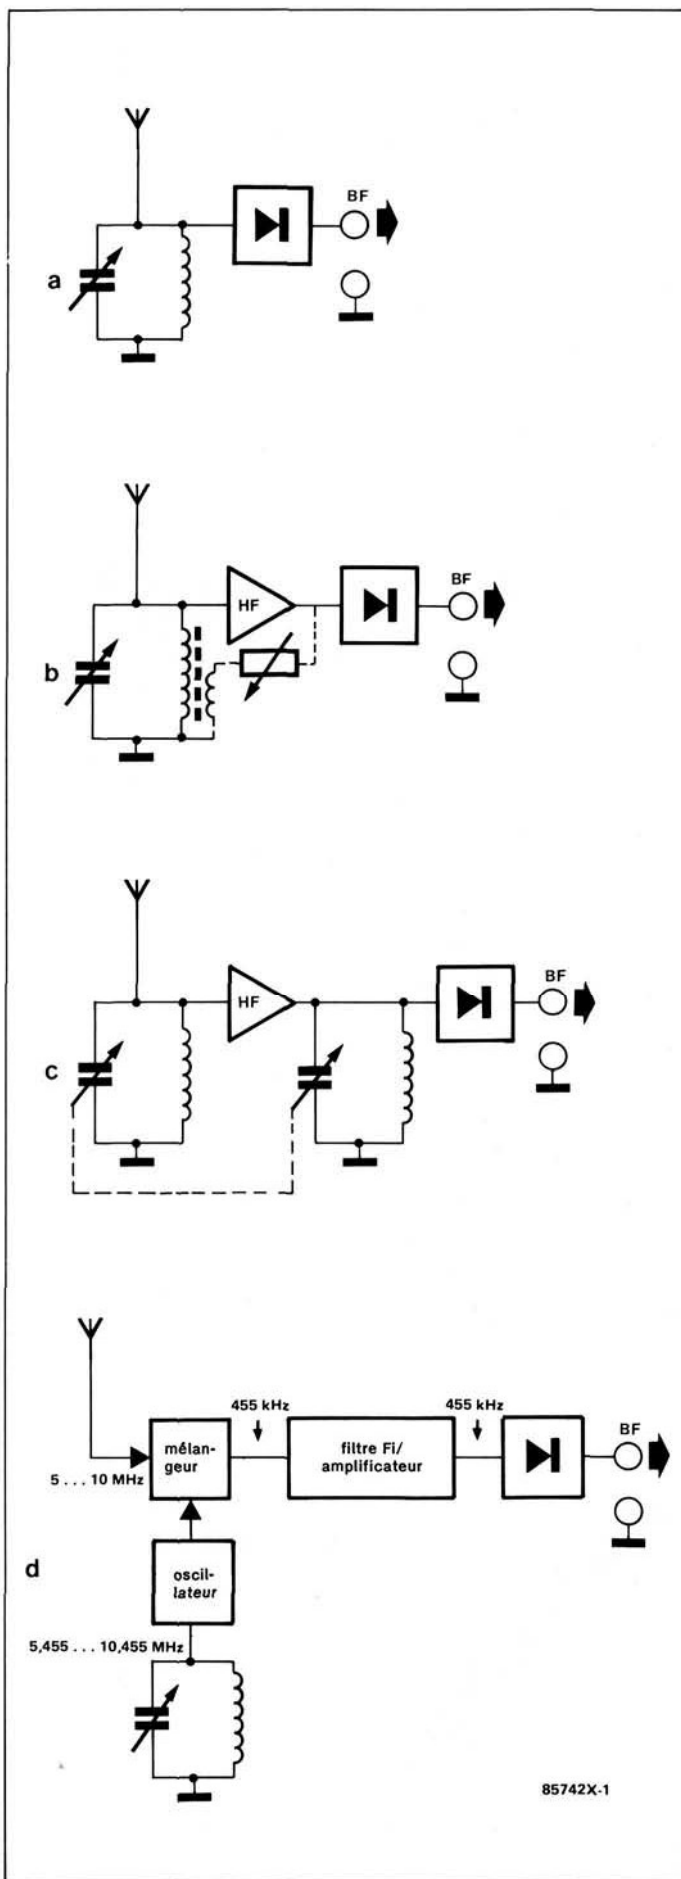 BF
a
HF
BF
b
HF
BF
c
455 kHz
455 kHz
BF
mélan-
geur
filtre Fi/
amplificateur
5 . . . 10 MHz
d
oscil-
lateur
5,455 . . . 10,455 MHz
85742X-1